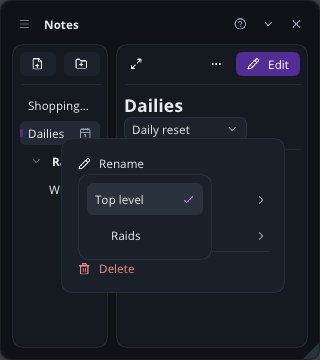 Notes
Edit
Shopping...
Dailies
Dailies
Daily reset
Rename
Top level
Raids
Delete